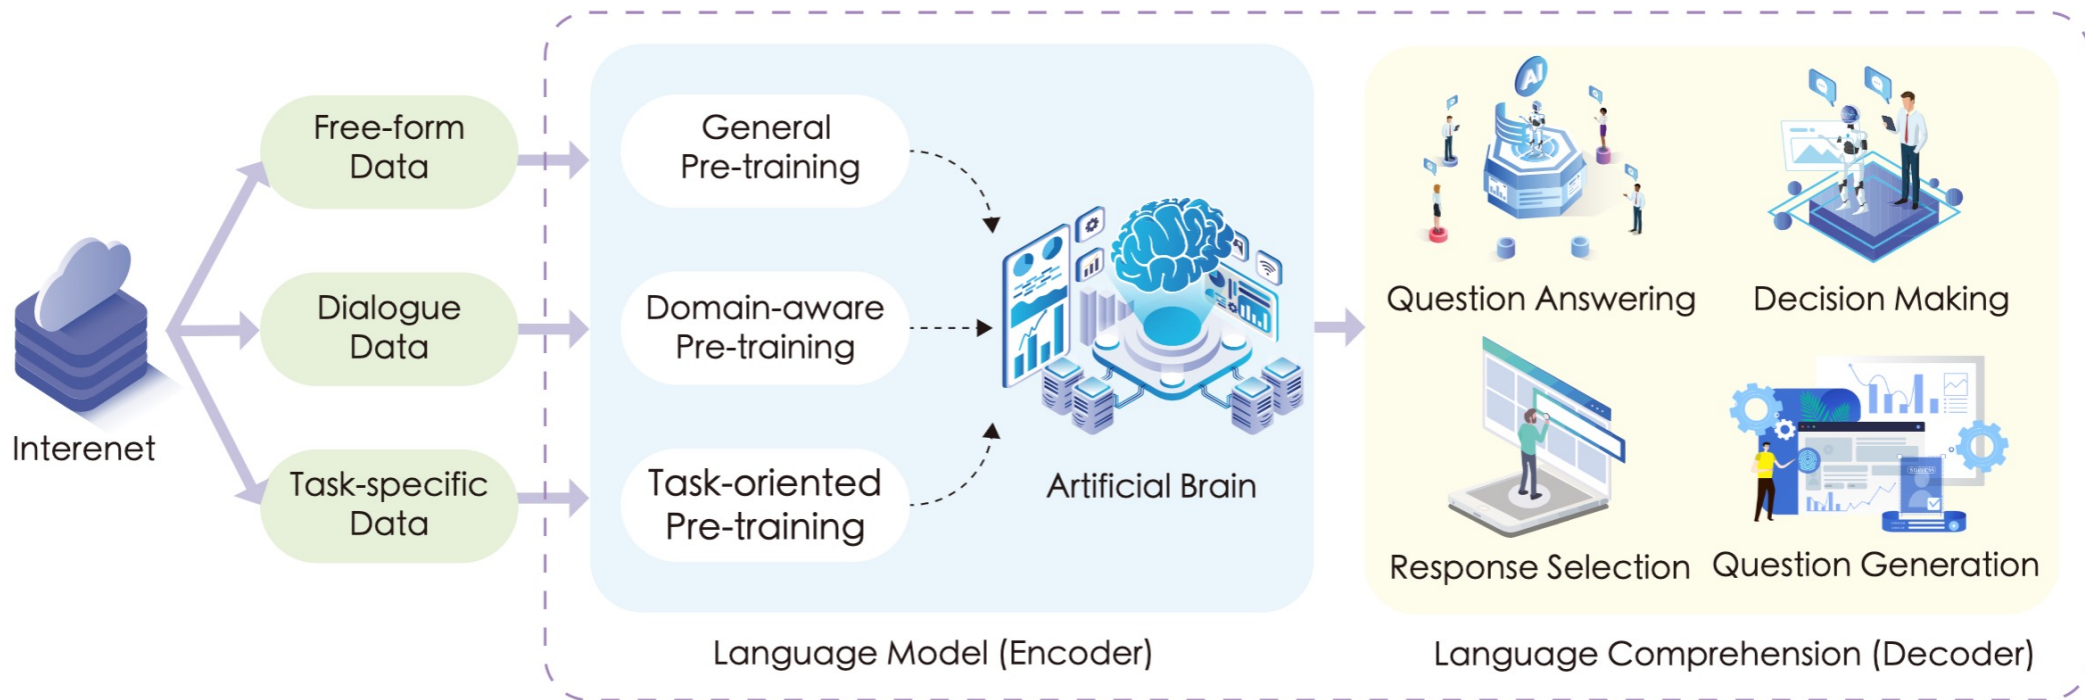 Interenet
Free-form
Data
Dialogue
Data
Task-specific
Data
General
Pre-training
Domain-aware
Pre-training
Task-oriented
Pre-training
Artificial Brain
Language Model (Encoder)
AI
Question Answering
Decision Making
Response Selection
Question Generation
Language Comprehension (Decoder)